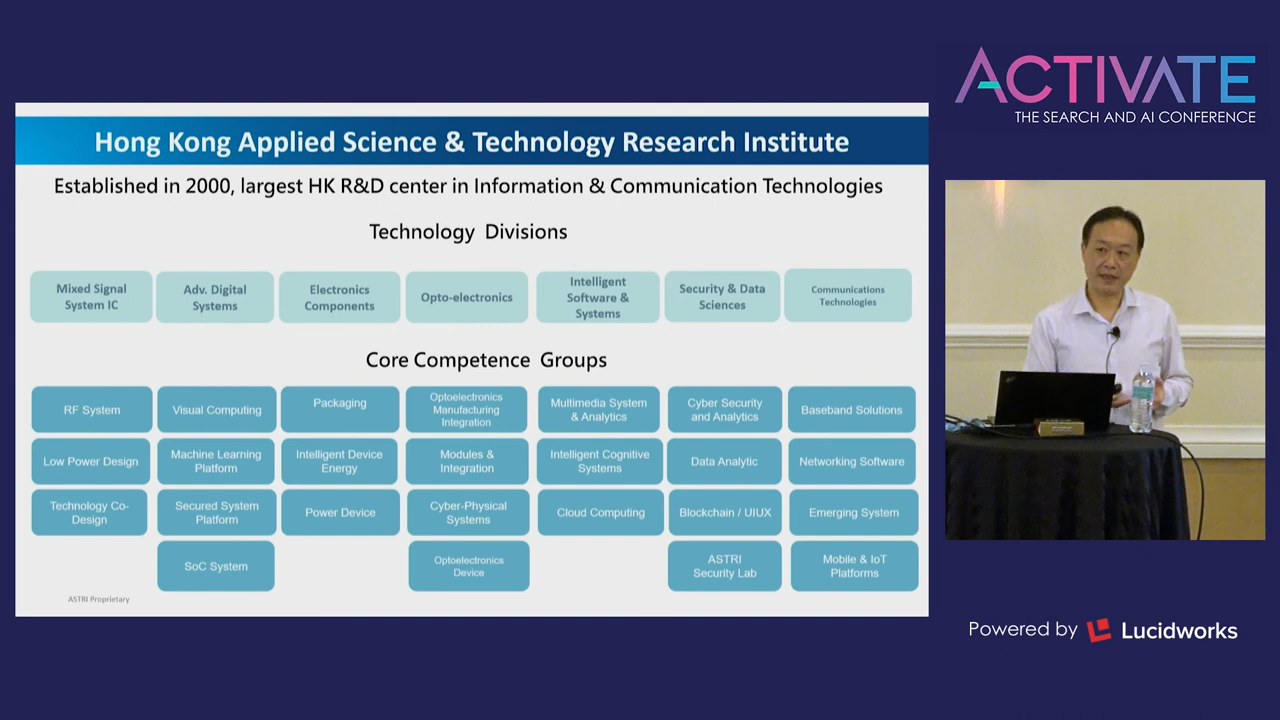 ACTIVATE
THE SEARCH AND AI CONFERENCE
Hong Kong Applied Science & Technology Research Institute
Established in 2000, largest HK R&D center in Information & Communication Technologies
Technology Divisions
Mixed Signal
System IC
Adv. Digital
Systems
Electronics
Components
Opto-electronics
Intelligent
Software &
Systems
Security & Data
Sciences
Communications
Technologies
Core Competence Groups
RF System
Visual Computing
Packaging
Optoelectronics
Manufacturing
Integration
Multimedia System
& Analytics
Cyber Security
and Analytics
Baseband Solutions
Low Power Design
Machine Learning
Platform
Intelligent Device
Energy
Modules &
Integration
Intelligent Cognitive
Systems
Data Analytic
Networking Software
Technology Co-
Design
Secured System
Platform
Power Device
Cyber-Physical
Systems
Cloud Computing
Blockchain / UIUX
Emerging System
SoC System
Optoelectronics
Device
ASTRI
Security Lab
Mobile & IoT
Platforms
ASTRI Proprietary
Powered by Lucidworks